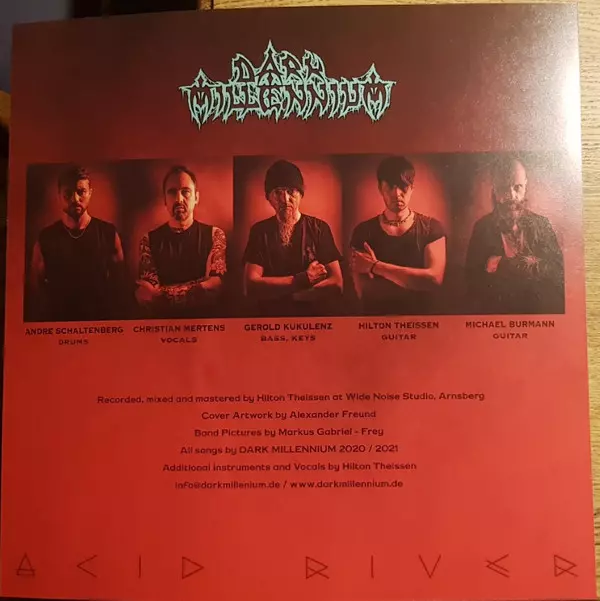 DARK
MILLENNIUM
ANDRE SCHALTENBERG
DRUMS
CHRISTIAN MERTENS
VOCALS
GEROLD KUKULENZ
BASS, KEYS
HILTON THEISSEN
GUITAR
MICHAEL BURMANN
GUITAR
Recorded, mixed and mastered by Hilton Theissen at Wide Noise Studio, Arnsberg
Cover Artwork by Alexander Freund
Band Pictures by Markus Gabriel - Frey
All songs by DARK MILLENNIUM 2020 / 2021
Additional instruments and Vocals by Hilton Theissen
info@darkmillenium.de / www.darkmillennium.de
ACID RIVER